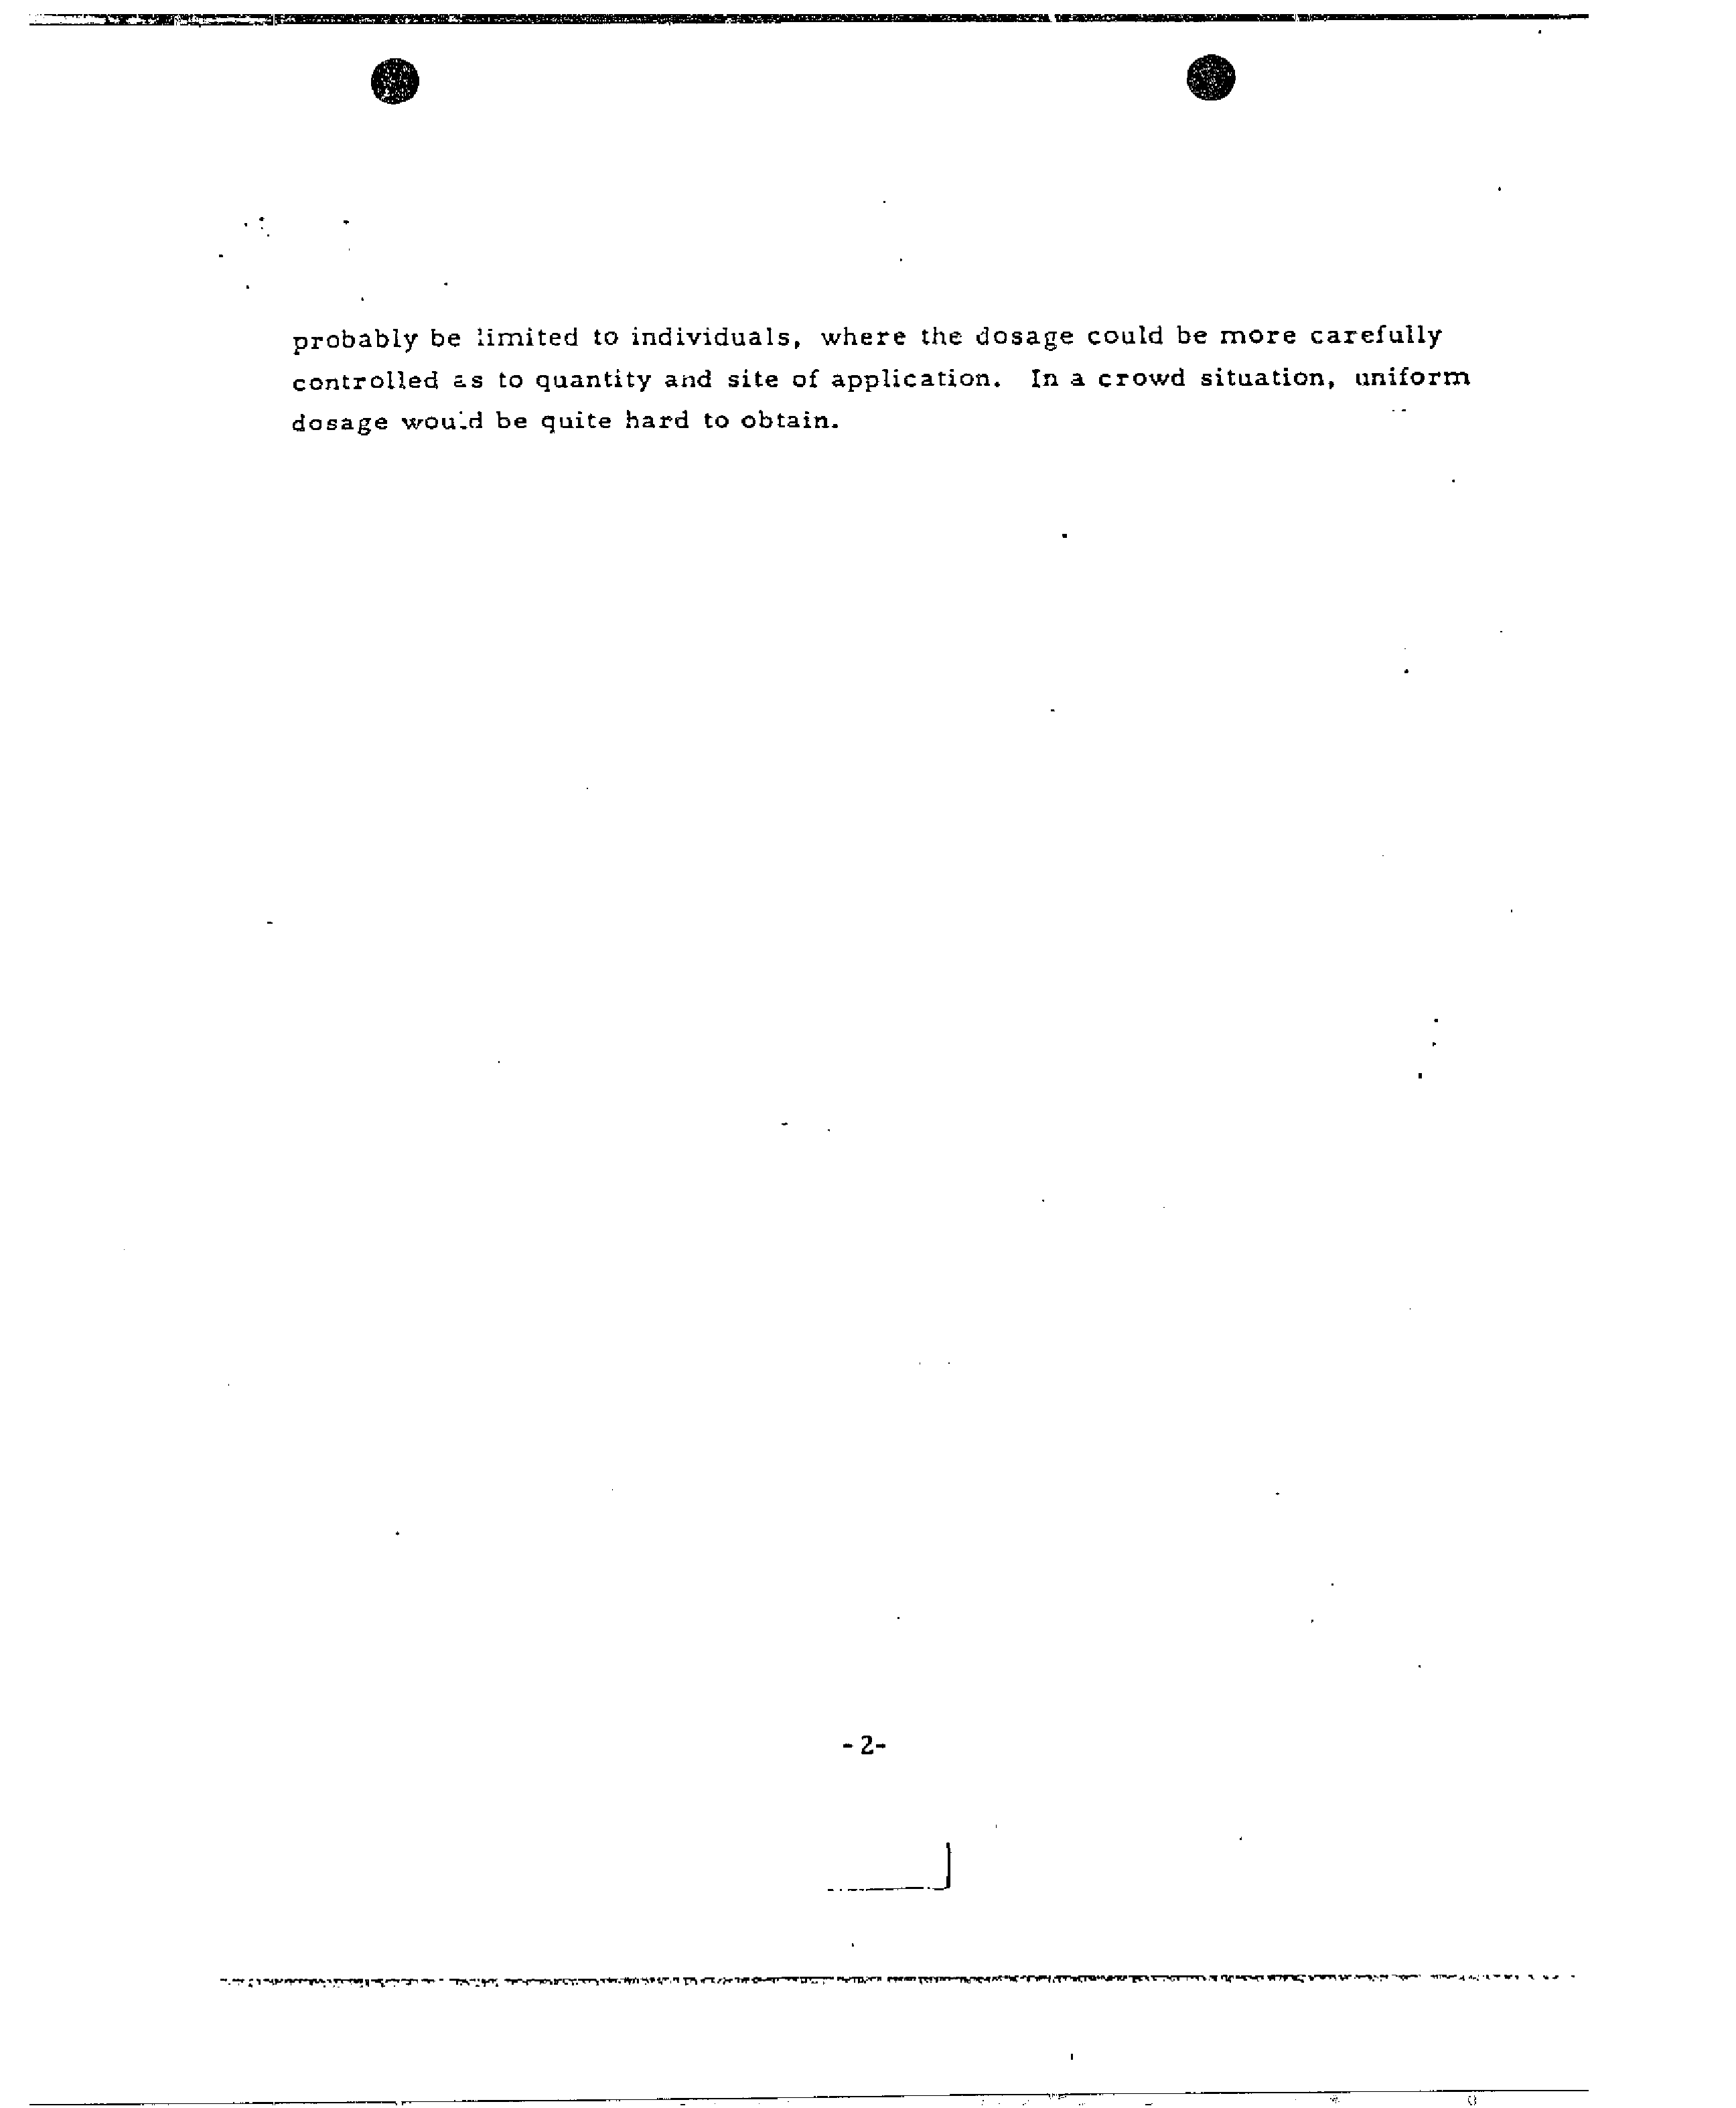 probably be limited to individuals, where the dosage could be more carefully
controlled as to quantity and site of application. In a crowd situation, uniform
dosage would be quite hard to obtain.
-2-